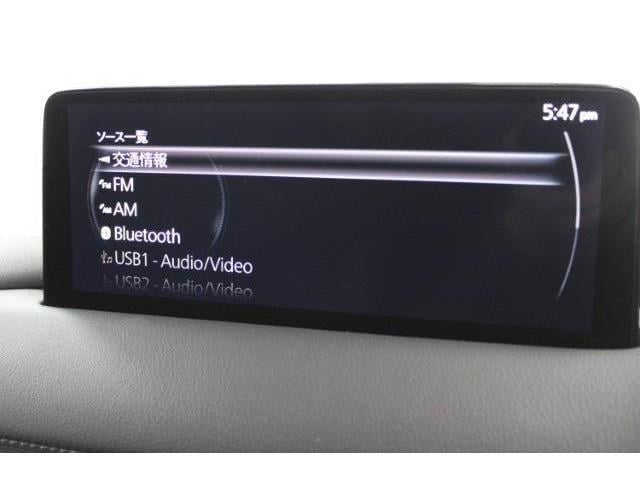 5:47pm
ソース一覧
交通情報
FM
AM
Bluetooth
USB1 - Audio/Video
USB2 - Audio/Video